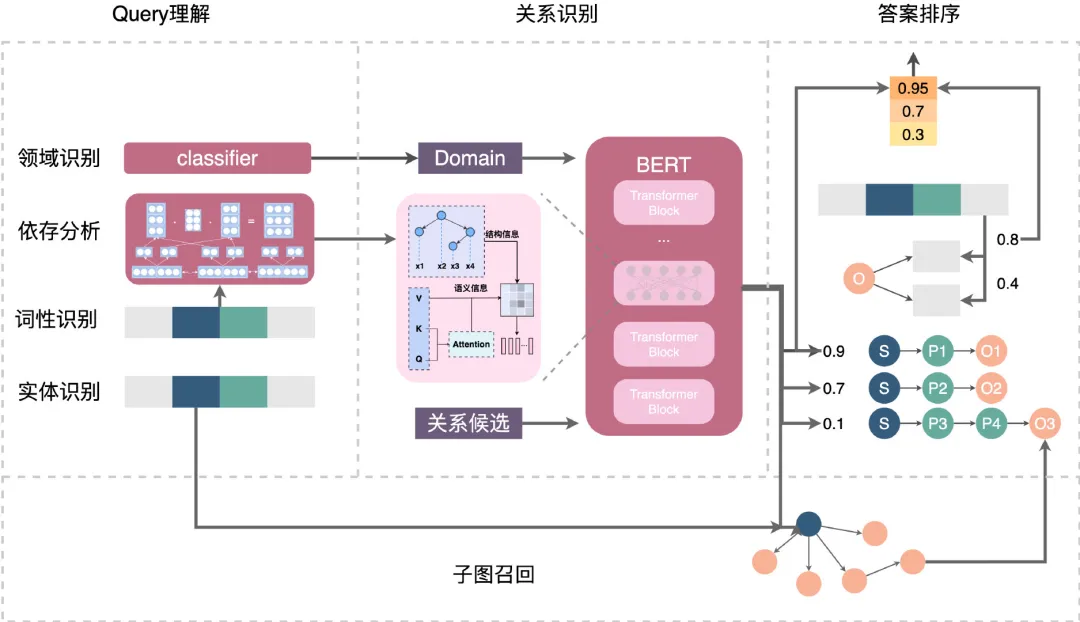 Query理解
关系识别
答案排序
领域识别
classifier
Domain
依存分析
=
词性识别
实体识别
结构信息
x1 x2 x3 x4
语义信息
V
K
Q
Attention
...
关系候选
BERT
Transformer
Block
...
Transformer
Block
Transformer
Block
0.95
0.7
0.3
0.8
0.4
O
0.9
S
P1
O1
0.7
S
P2
O2
0.1
S
P3
P4
O3
子图召回